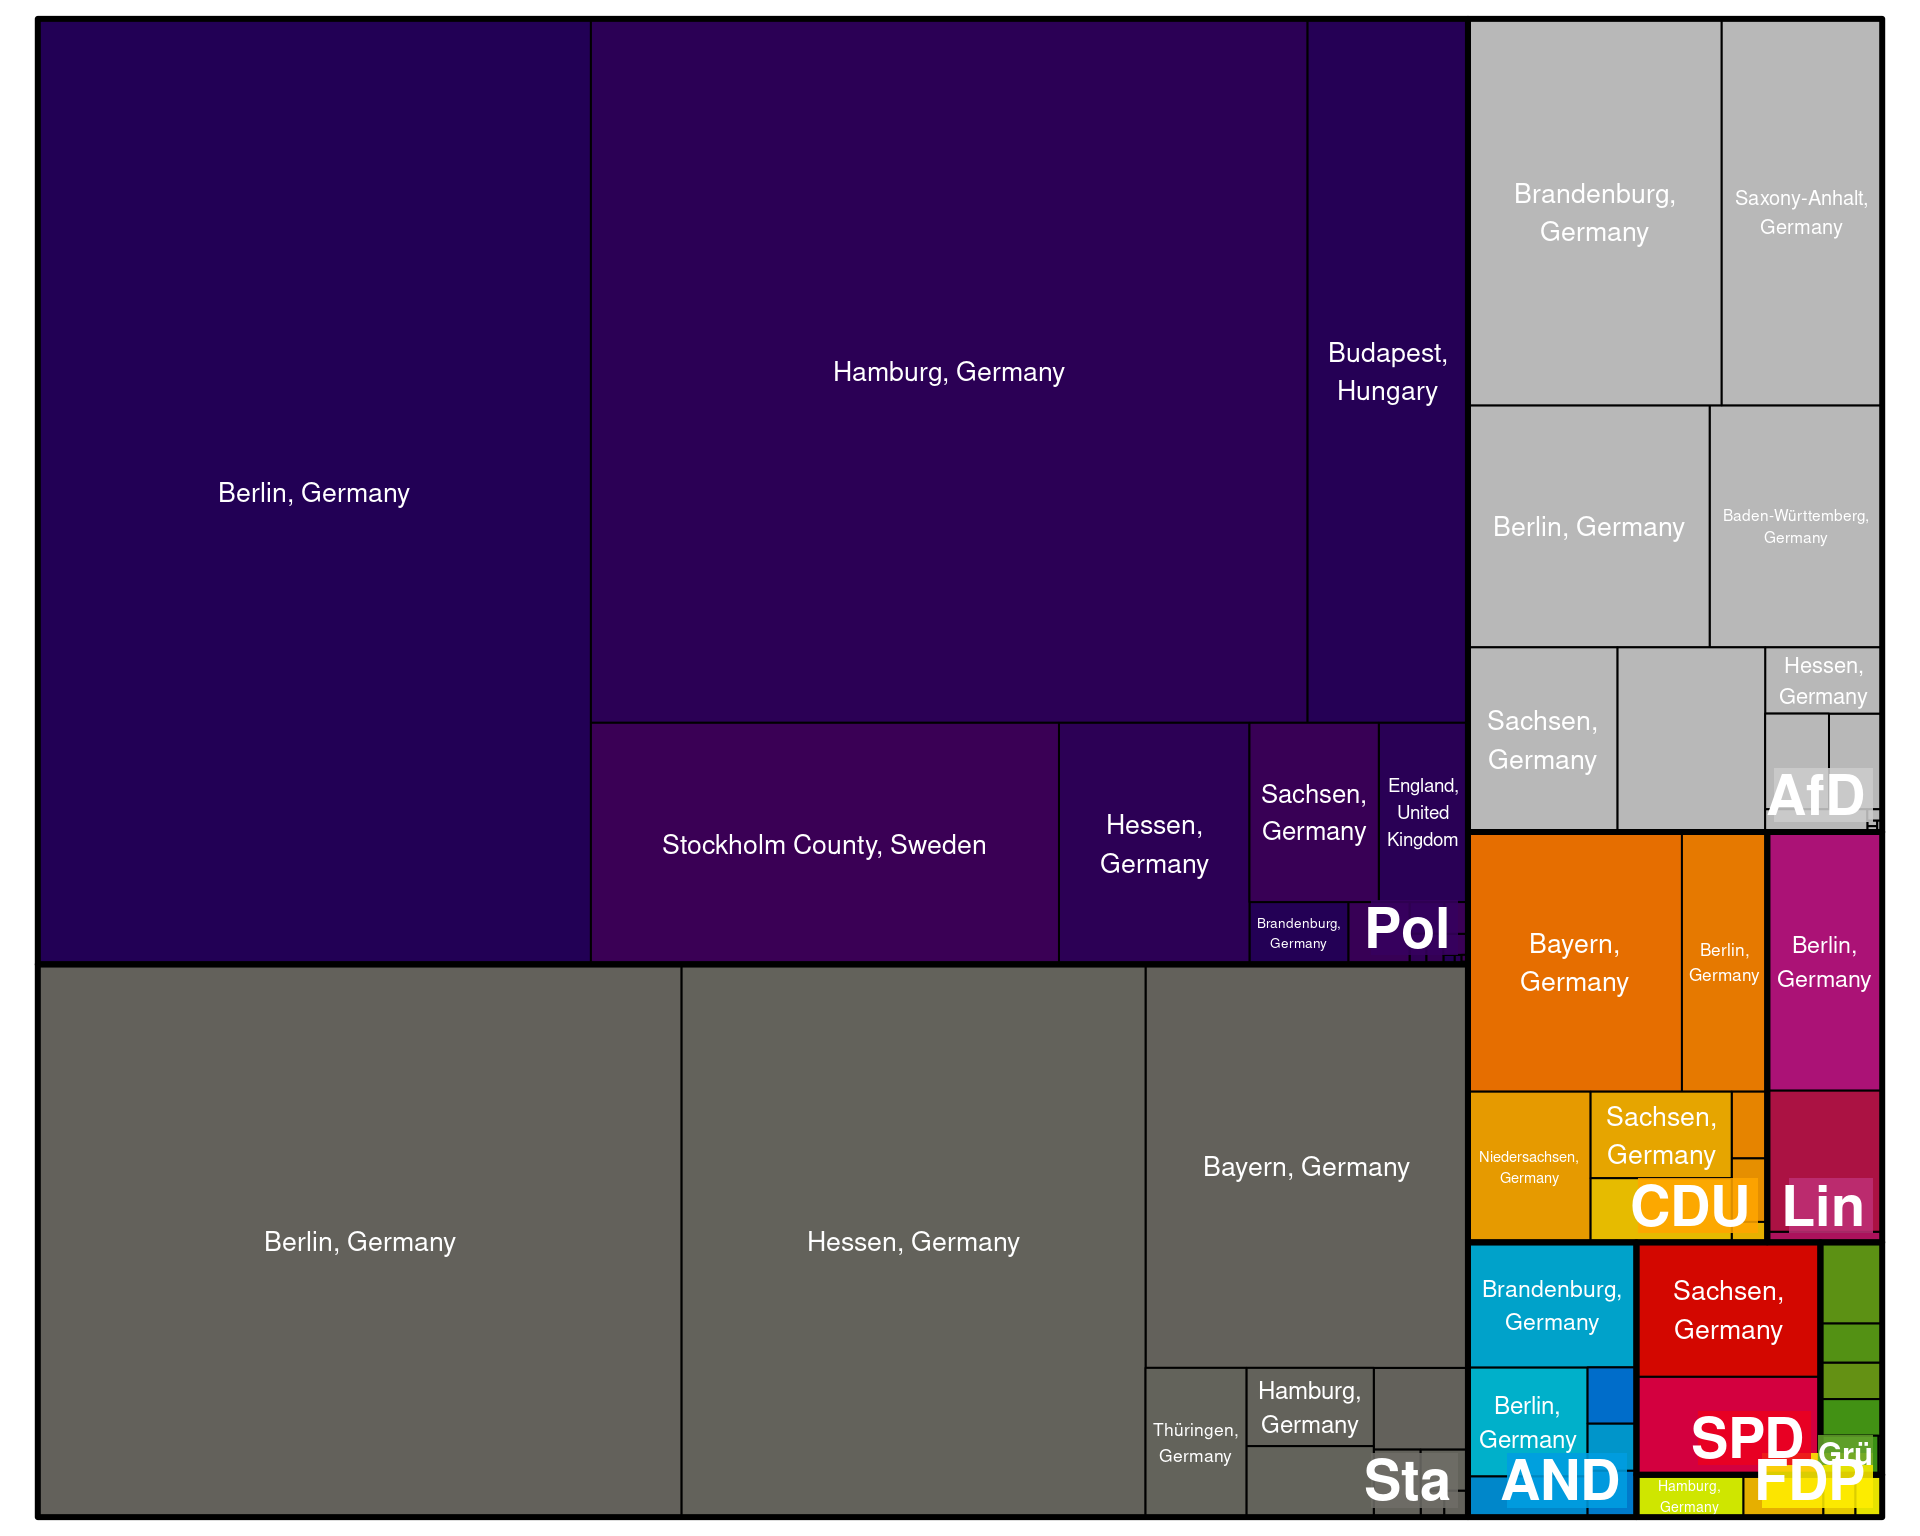 Berlin, Germany
Hamburg, Germany
Budapest,
Hungary
Stockholm County, Sweden
Hessen,
Germany
Sachsen,
Germany
England,
United
Kingdom
Brandenburg,
Germany
Pol
Berlin, Germany
Hessen, Germany
Bayern, Germany
Thüringen,
Germany
Hamburg,
Germany
Sta
Brandenburg,
Germany
Saxony-Anhalt,
Germany
Berlin, Germany
Baden-Württemberg,
Germany
Sachsen,
Germany
Hessen,
Germany
AfD
Bayern,
Germany
Berlin,
Germany
Niedersachsen,
Germany
Sachsen,
Germany
CDU
Berlin,
Germany
Lin
Brandenburg,
Germany
Berlin,
Germany
AND
Sachsen,
Germany
SPD
Grü
Hamburg,
Germany
FDP